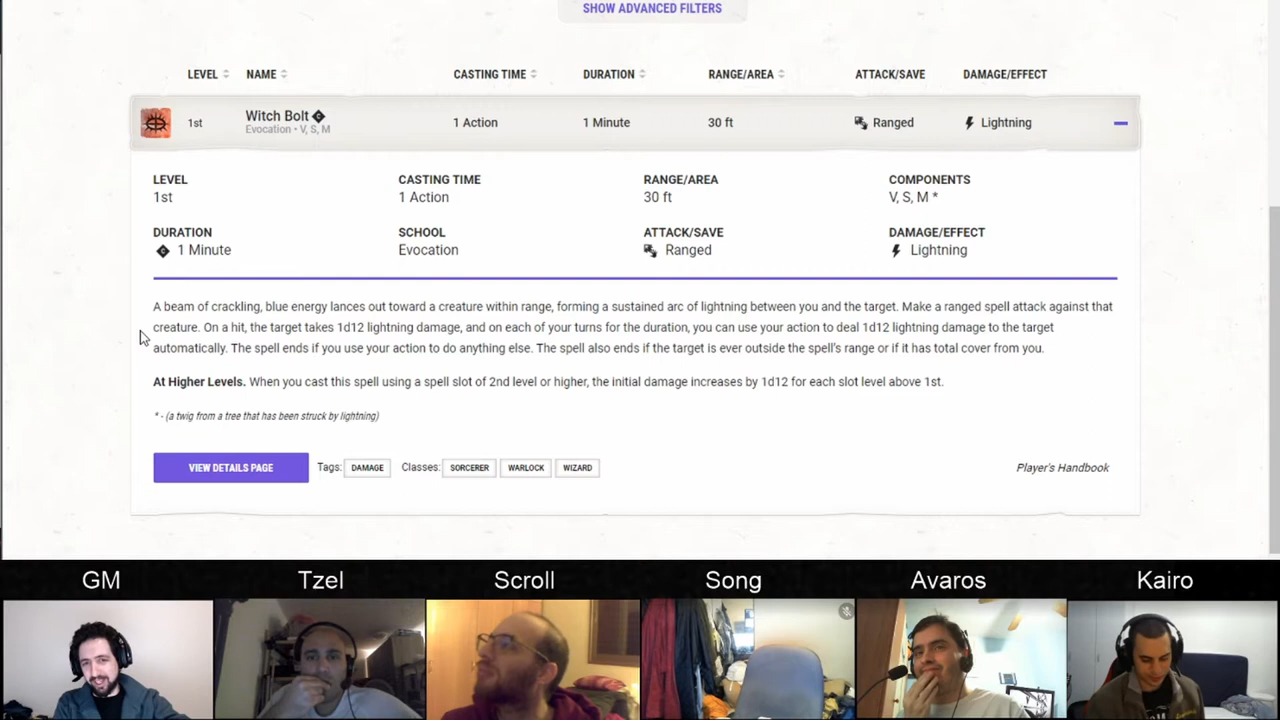 SHOW ADVANCED FILTERS
LEVEL NAME CASTING TIME DURATION RANGE/AREA ATTACK/SAVE DAMAGE/EFFECT
1st Witch Bolt 1 Action 1 Minute 30 ft Ranged Lightning
Evocation • V, S, M
LEVEL CASTING TIME RANGE/AREA COMPONENTS
1st 1 Action 30 ft V, S, M *
DURATION SCHOOL ATTACK/SAVE DAMAGE/EFFECT
1 Minute Evocation Ranged Lightning
A beam of crackling, blue energy lances out toward a creature within range, forming a sustained arc of lightning between you and the target. Make a ranged spell attack against that
creature. On a hit, the target takes 1d12 lightning damage, and on each of your turns for the duration, you can use your action to deal 1d12 lightning damage to the target
automatically. The spell ends if you use your action to do anything else. The spell also ends if the target is ever outside the spell's range or if it has total cover from you.
At Higher Levels. When you cast this spell using a spell slot of 2nd level or higher, the initial damage increases by 1d12 for each slot level above 1st.
* - (a twig from a tree that has been struck by lightning)
VIEW DETAILS PAGE Tags: DAMAGE Classes: SORCERER WARLOCK WIZARD Player's Handbook
GM Tzel Scroll Song Avaros Kairo